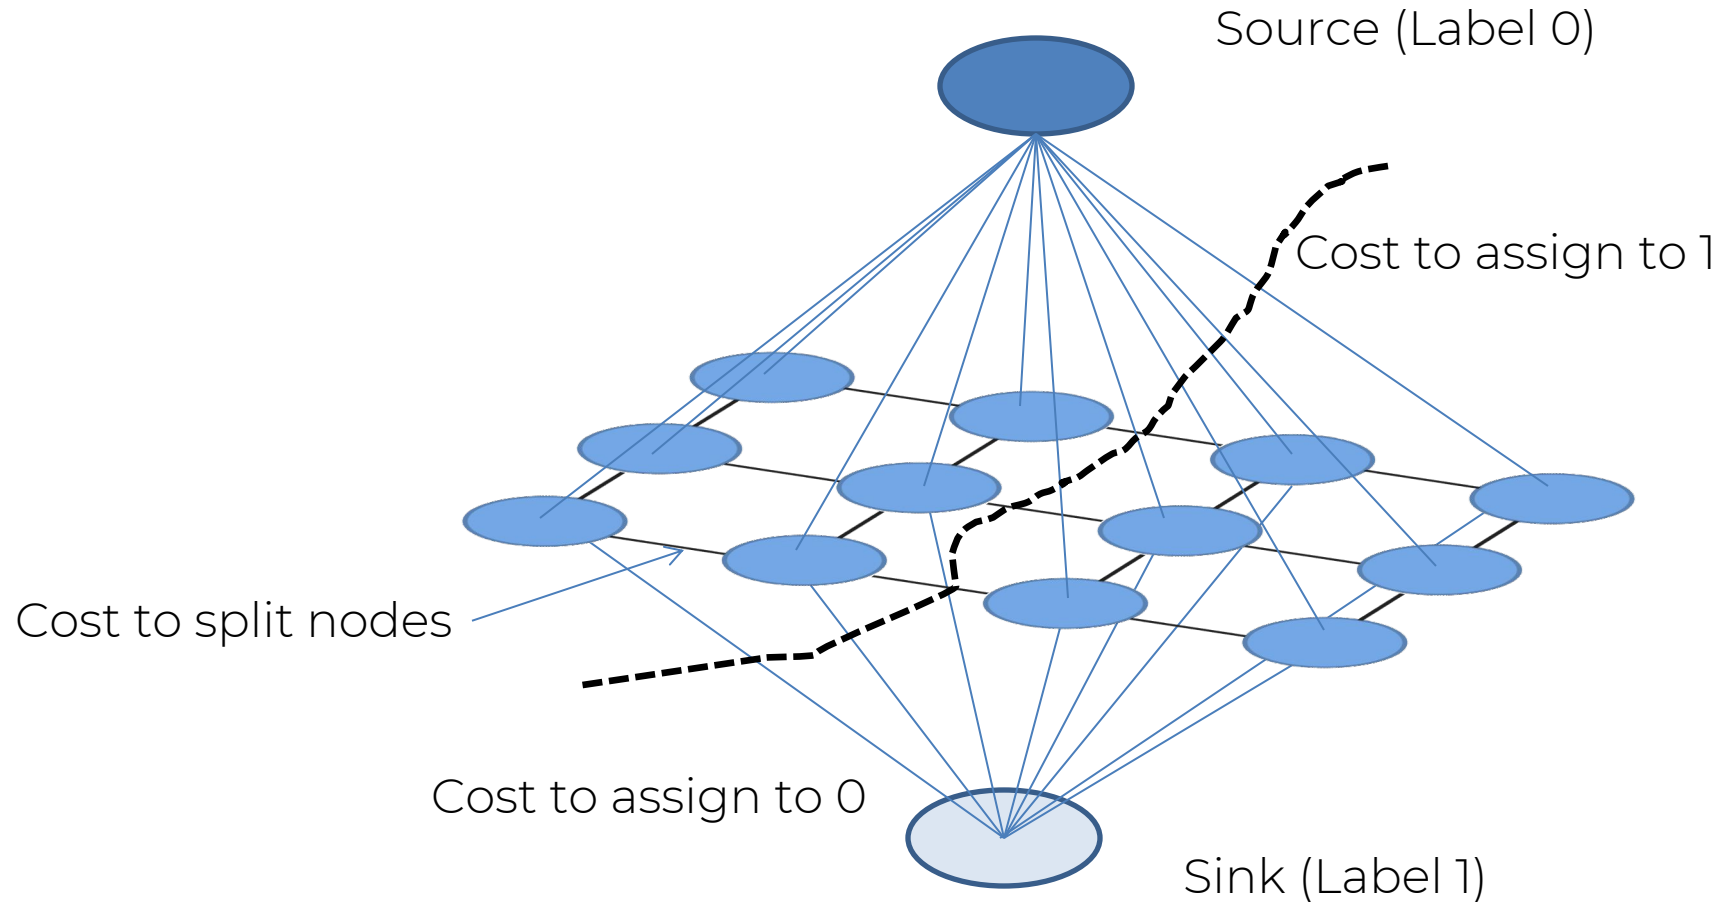 Source (Label 0)
Cost to assign to 1
Cost to split nodes
Cost to assign to 0
Sink (Label 1)